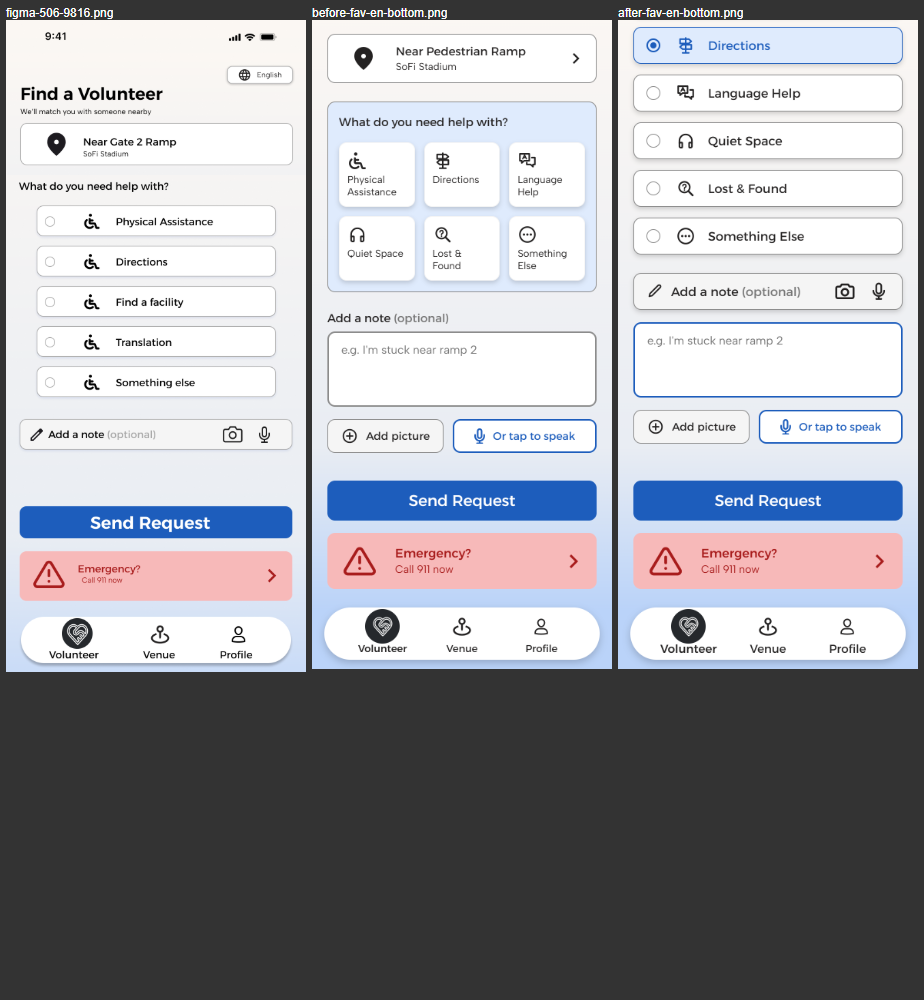 figma-506-9816.png
9:41
English
Find a Volunteer
We'll match you with someone nearby
Near Gate 2 Ramp
SoFi Stadium
What do you need help with?
Physical Assistance
Directions
Find a facility
Translation
Something else
Add a note (optional)
Send Request
Emergency?
Call 911 now
Volunteer
Venue
Profile
before-fav-en-bottom.png
Near Pedestrian Ramp
SoFi Stadium
What do you need help with?
Physical
Assistance
Directions
Language
Help
Quiet Space
Lost &
Found
Something
Else
Add a note (optional)
e.g. I'm stuck near ramp 2
Add picture
Or tap to speak
Send Request
Emergency?
Call 911 now
Volunteer
Venue
Profile
after-fav-en-bottom.png
Directions
Language Help
Quiet Space
Lost & Found
Something Else
Add a note (optional)
e.g. I'm stuck near ramp 2
Add picture
Or tap to speak
Send Request
Emergency?
Call 911 now
Volunteer
Venue
Profile